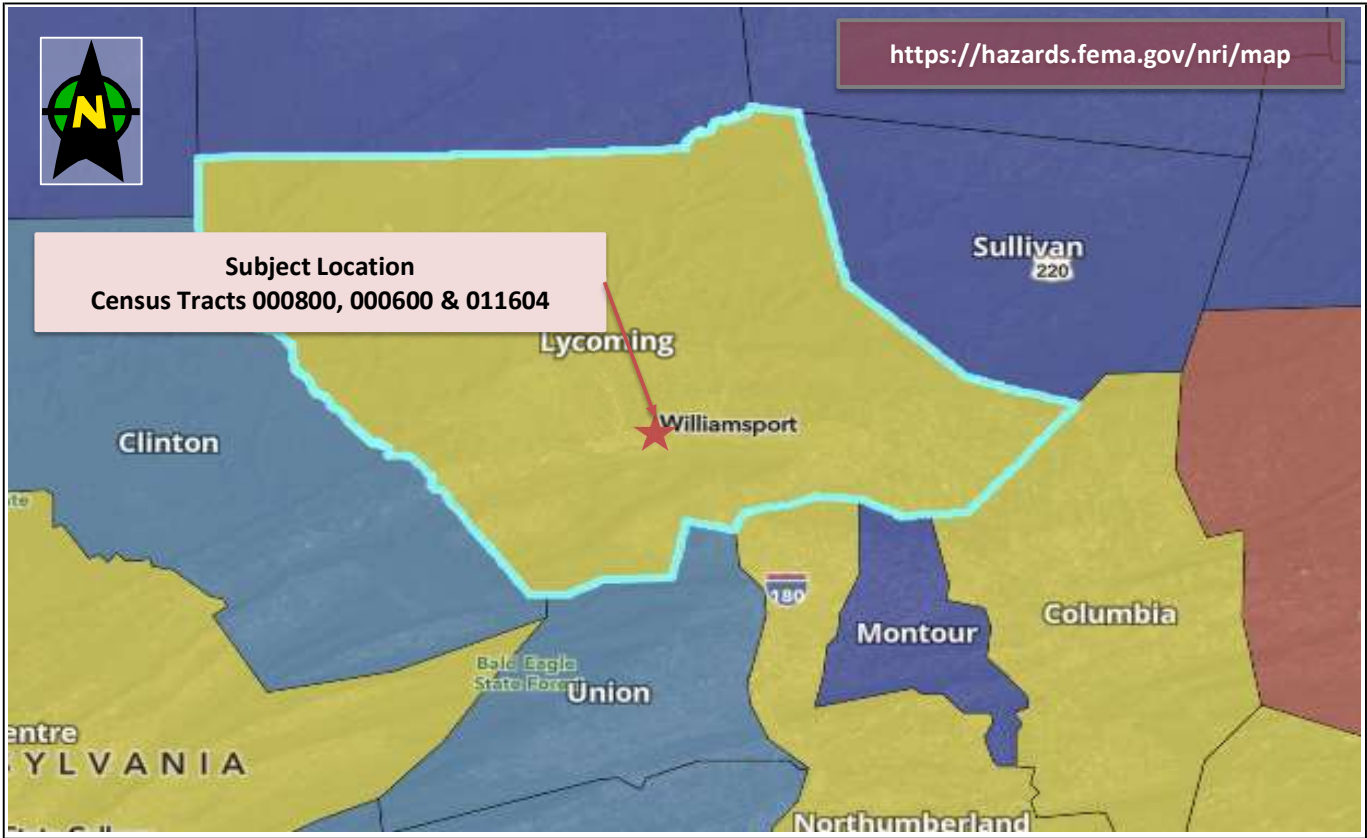 https://hazards.fema.gov/nri/map
N
Sullivan
220
Subject Location
Census Tracts 000800, 000600 & 011604
Lycoming
Williamsport
Clinton
180
Columbia
Montour
Bald Eagle
State Forest
Union
entre
SYLVANIA
Northumberland